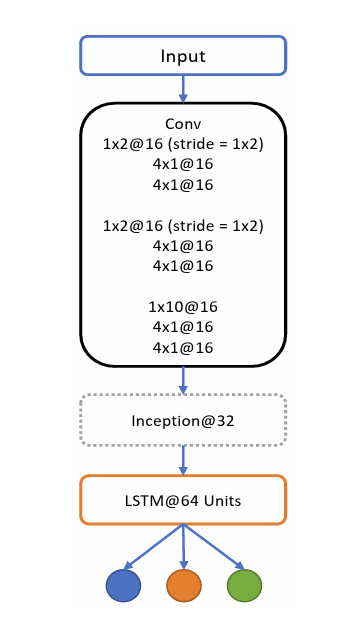 Input
Conv
1x2@16 (stride = 1x2)
4x1@16
4x1@16
1x2@16 (stride = 1x2)
4x1@16
4x1@16
1x10@16
4x1@16
4x1@16
Inception@32
LSTM@64 Units